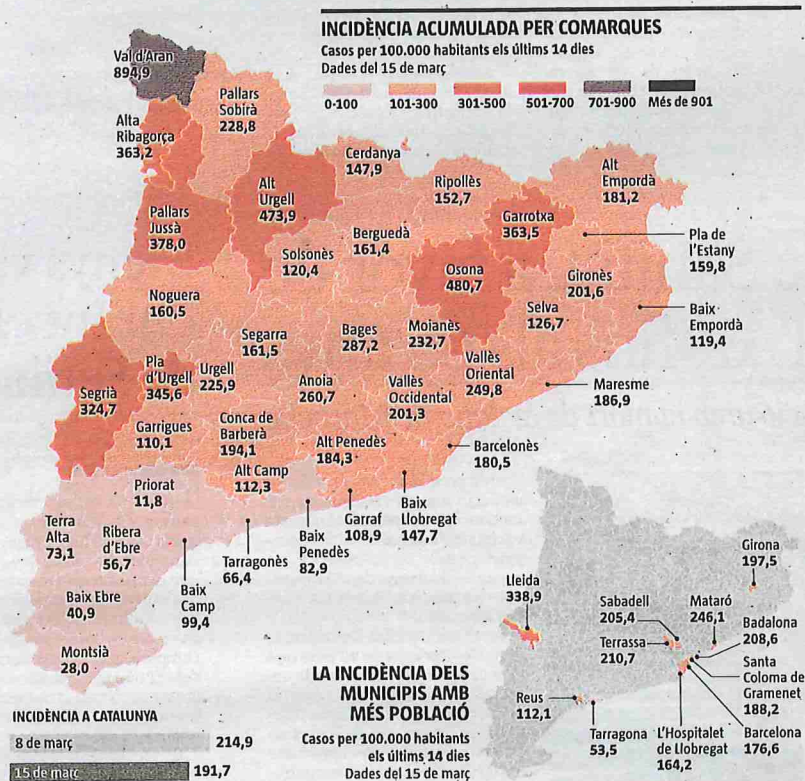 INCIDÈNCIA ACUMULADA PER COMARQUES
Casos per 100.000 habitants els últims 14 dies
Dades del 15 de març
0-100
101-300
301-500
501-700
701-900
Més de 901
Val d'Aran
894,9
Pallars
Sobirà
228,8
Alta
Ribagorça
363,2
Cerdanya
147,9
Ripollès
152,7
Alt
Empordà
181,2
Alt
Urgell
473,9
Garrotxa
363,5
Pallars
Jussà
378,0
Berguedà
161,4
Pla de
l'Estany
159,8
Solsonès
120,4
Osona
480,7
Gironès
201,6
Noguera
160,5
Selva
126,7
Baix
Empordà
119,4
Segarra
161,5
Bages
287,2
Moianès
232,7
Pla
d'Urgell
345,6
Urgell
225,9
Vallès
Oriental
249,8
Segrià
324,7
Anoia
260,7
Vallès
Occidental
201,3
Maresme
186,9
Garrigues
110,1
Conca de
Barberà
194,1
Alt Penedès
184,3
Barcelonès
180,5
Alt Camp
112,3
Priorat
11,8
Baix
Llobregat
147,7
Garraf
108,9
Baix
Penedès
82,9
Tarragonès
66,4
Terra
Alta
73,1
Ribera
d'Ebre
56,7
Baix
Camp
99,4
Baix Ebre
40,9
Montsià
28,0
INCIDÈNCIA A CATALUNYA
8 de març
214,9
15 de març
191,7
LA INCIDÈNCIA DELS
MUNICIPIS AMB
MÉS POBLACIÓ
Casos per 100.000 habitants
els últims 14 dies
Dades del 15 de març
Girona
197,5
Lleida
338,9
Sabadell
205,4
Mataró
246,1
Badalona
208,6
Terrassa
210,7
Santa
Coloma de
Gramenet
188,2
Reus
112,1
Tarragona
53,5
L'Hospitalet
de Llobregat
164,2
Barcelona
176,6